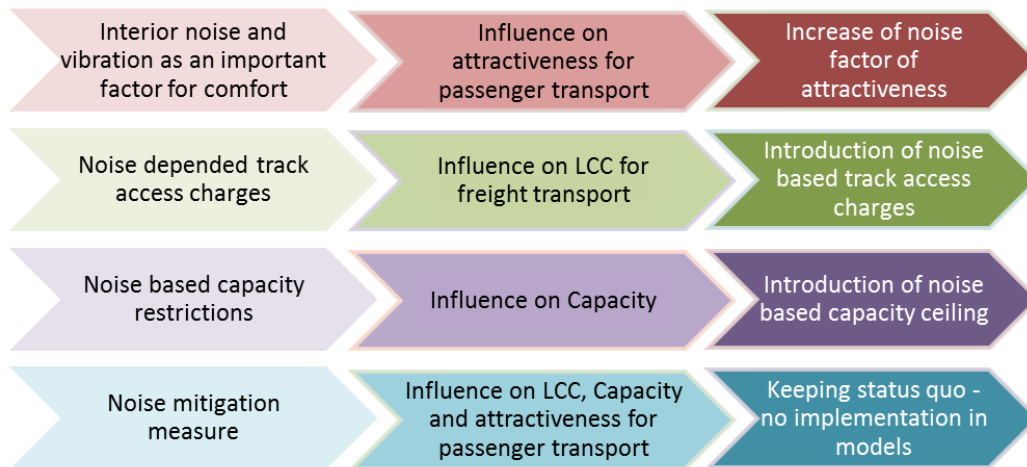 Interior noise and
vibration as an important
factor for comfort
Influence on
attractiveness for
passenger transport
Increase of noise
factor of
attractiveness
Noise depended track
access charges
Influence on LCC for
freight transport
Introduction of noise
based track access
charges
Noise based capacity
restrictions
Influence on Capacity
Introduction of noise
based capacity ceiling
Noise mitigation
measure
Influence on LCC, Capacity
and attractiveness for
passenger transport
Keeping status quo -
no implementation in
models